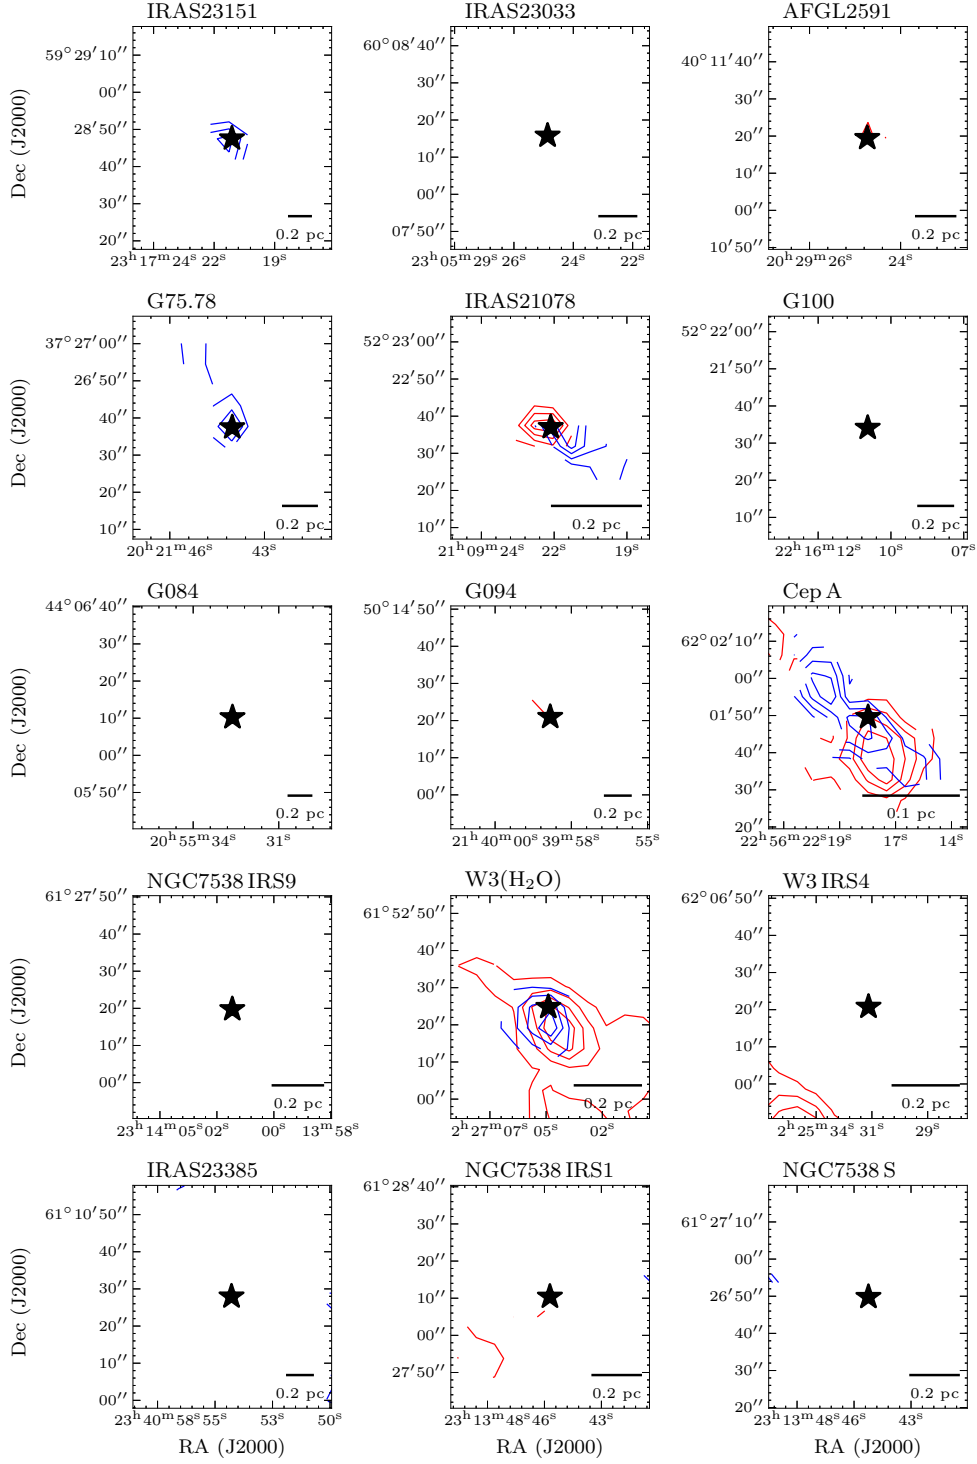 IRAS23151 IRAS23033 AFGL2591
59°29′10′′ 00′′ 28′50′′ 40′′ 30′′ 20′′
60°08′40′′ 30′′ 20′′ 10′′ 00′′ 07′50′′
40°11′40′′ 30′′ 20′′ 10′′ 00′′ 10′50′′
Dec (J2000)
0.2 pc 0.2 pc 0.2 pc
23ʰ17ᵐ24ˢ 22ˢ 19ˢ 23ʰ05ᵐ29ˢ 26ˢ 24ˢ 22ˢ 20ʰ29ᵐ26ˢ 24ˢ
G75.78 IRAS21078 G100
37°27′00′′ 26′50′′ 40′′ 30′′ 20′′ 10′′
52°23′00′′ 22′50′′ 40′′ 30′′ 20′′ 10′′
52°22′00′′ 21′50′′ 40′′ 30′′ 20′′ 10′′
Dec (J2000)
0.2 pc 0.2 pc 0.2 pc
20ʰ21ᵐ46ˢ 43ˢ 21ʰ09ᵐ24ˢ 22ˢ 19ˢ 22ʰ16ᵐ12ˢ 10ˢ 07ˢ
G084 G094 Cep A
44°06′40′′ 30′′ 20′′ 10′′ 00′′ 05′50′′
50°14′50′′ 40′′ 30′′ 20′′ 10′′ 00′′
62°02′10′′ 00′′ 01′50′′ 40′′ 30′′ 20′′
Dec (J2000)
0.2 pc 0.2 pc 0.1 pc
20ʰ55ᵐ34ˢ 31ˢ 21ʰ40ᵐ00ˢ 39ᵐ58ˢ 55ˢ 22ʰ56ᵐ22ˢ 19ˢ 17ˢ 14ˢ
NGC7538 IRS9 W3(H₂O) W3 IRS4
61°27′50′′ 40′′ 30′′ 20′′ 10′′ 00′′
61°52′50′′ 40′′ 30′′ 20′′ 10′′ 00′′
62°06′50′′ 40′′ 30′′ 20′′ 10′′ 00′′
Dec (J2000)
0.2 pc 0.2 pc 0.2 pc
23ʰ14ᵐ05ˢ 02ˢ 00ˢ 13ᵐ58ˢ 2ʰ27ᵐ07ˢ 05ˢ 02ˢ 2ʰ25ᵐ34ˢ 31ˢ 29ˢ
IRAS23385 NGC7538 IRS1 NGC7538 S
61°10′50′′ 40′′ 30′′ 20′′ 10′′ 00′′
61°28′40′′ 30′′ 20′′ 10′′ 00′′ 27′50′′
61°27′10′′ 00′′ 26′50′′ 40′′ 30′′ 20′′
Dec (J2000)
0.2 pc 0.2 pc 0.2 pc
23ʰ40ᵐ58ˢ 55ˢ 53ˢ 50ˢ 23ʰ13ᵐ48ˢ 46ˢ 43ˢ 23ʰ13ᵐ48ˢ 46ˢ 43ˢ
RA (J2000) RA (J2000) RA (J2000)